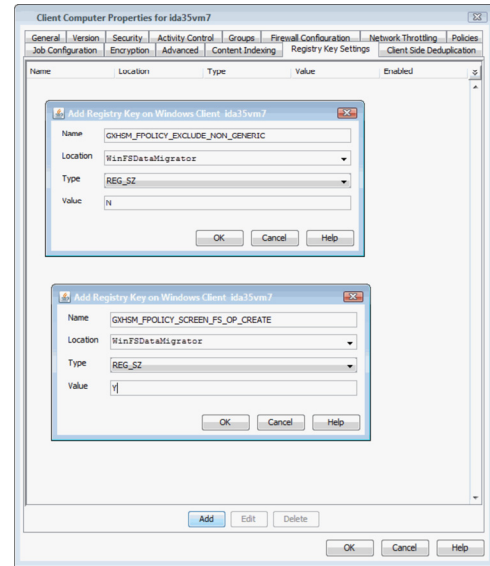 Client Computer Properties for ida35vm7
General Version Security Activity Control Groups Firewall Configuration Network Throttling Policies
Job Configuration Encryption Advanced Content Indexing Registry Key Settings Client Side Deduplication
Name Location Type Value Enabled
Add Registry Key on Windows Client ida35vm7
Name GXHSM_FPOLICY_EXCLUDE_NON_GENERIC
Location WinFSDataMigrator
Type REG_SZ
Value N
OK Cancel Help
Add Registry Key on Windows Client ida35vm7
Name GXHSM_FPOLICY_SCREEN_FS_OP_CREATE
Location WinFSDataMigrator
Type REG_SZ
Value Y
OK Cancel Help
Add Edit Delete
OK Cancel Help